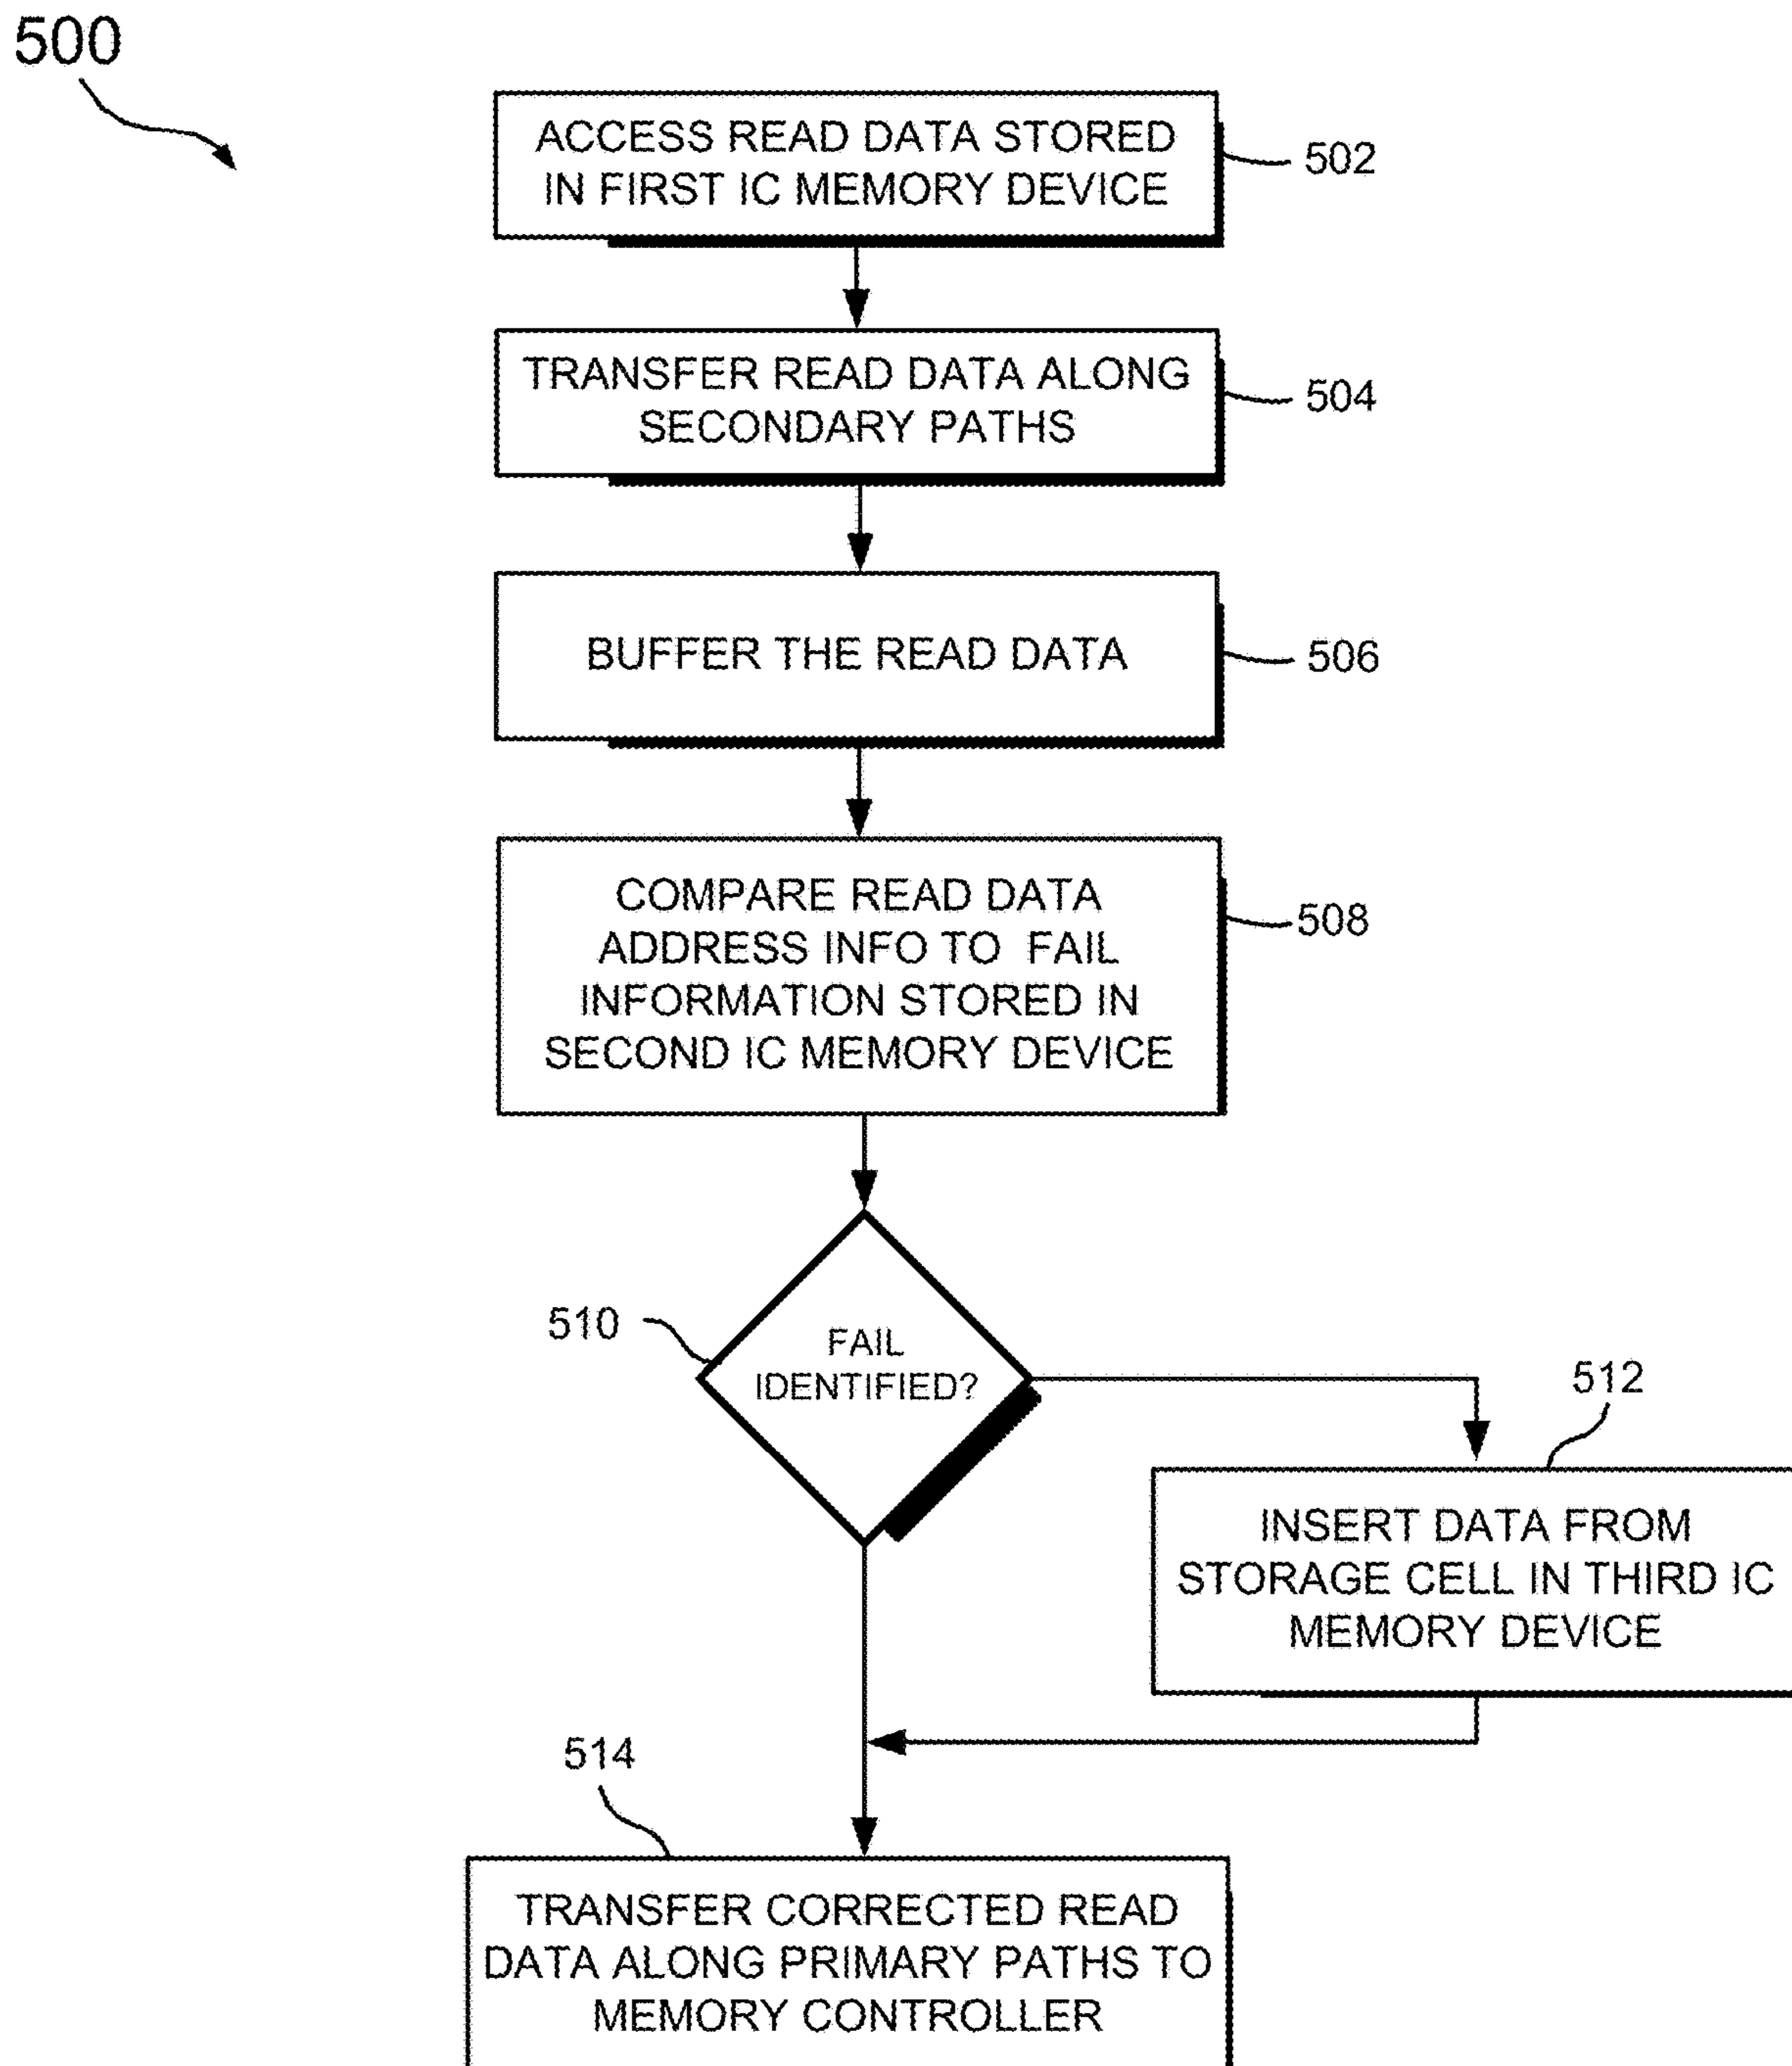 500
ACCESS READ DATA STORED
IN FIRST IC MEMORY DEVICE
502
TRANSFER READ DATA ALONG
SECONDARY PATHS
504
BUFFER THE READ DATA
506
COMPARE READ DATA
ADDRESS INFO TO FAIL
INFORMATION STORED IN
SECOND IC MEMORY DEVICE
508
510
FAIL
IDENTIFIED?
512
INSERT DATA FROM
STORAGE CELL IN THIRD IC
MEMORY DEVICE
514
TRANSFER CORRECTED READ
DATA ALONG PRIMARY PATHS TO
MEMORY CONTROLLER